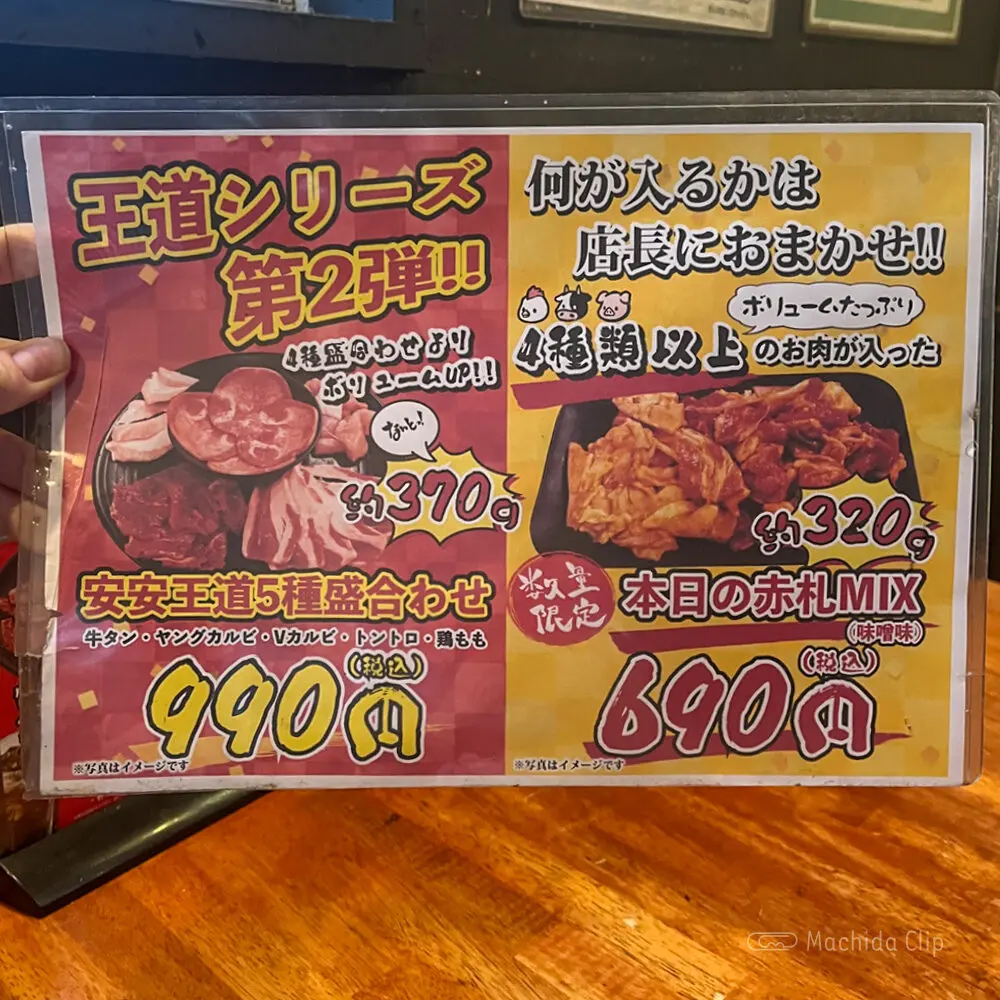 王道シリーズ
第2弾!!
4種盛合わせより
ボリュームUP!!
なんと!
約370g
安安王道5種盛合わせ
牛タン・ヤングカルビ・Vカルビ・トントロ・鶏もも
990円(税込)
※写真はイメージです
何が入るかは
店長におまかせ!!
ボリュームたっぷり
4種類以上のお肉が入った
約320g
数量
限定
本日の赤札MIX
(味噌味)
690円(税込)
※写真はイメージです
Machida Clip